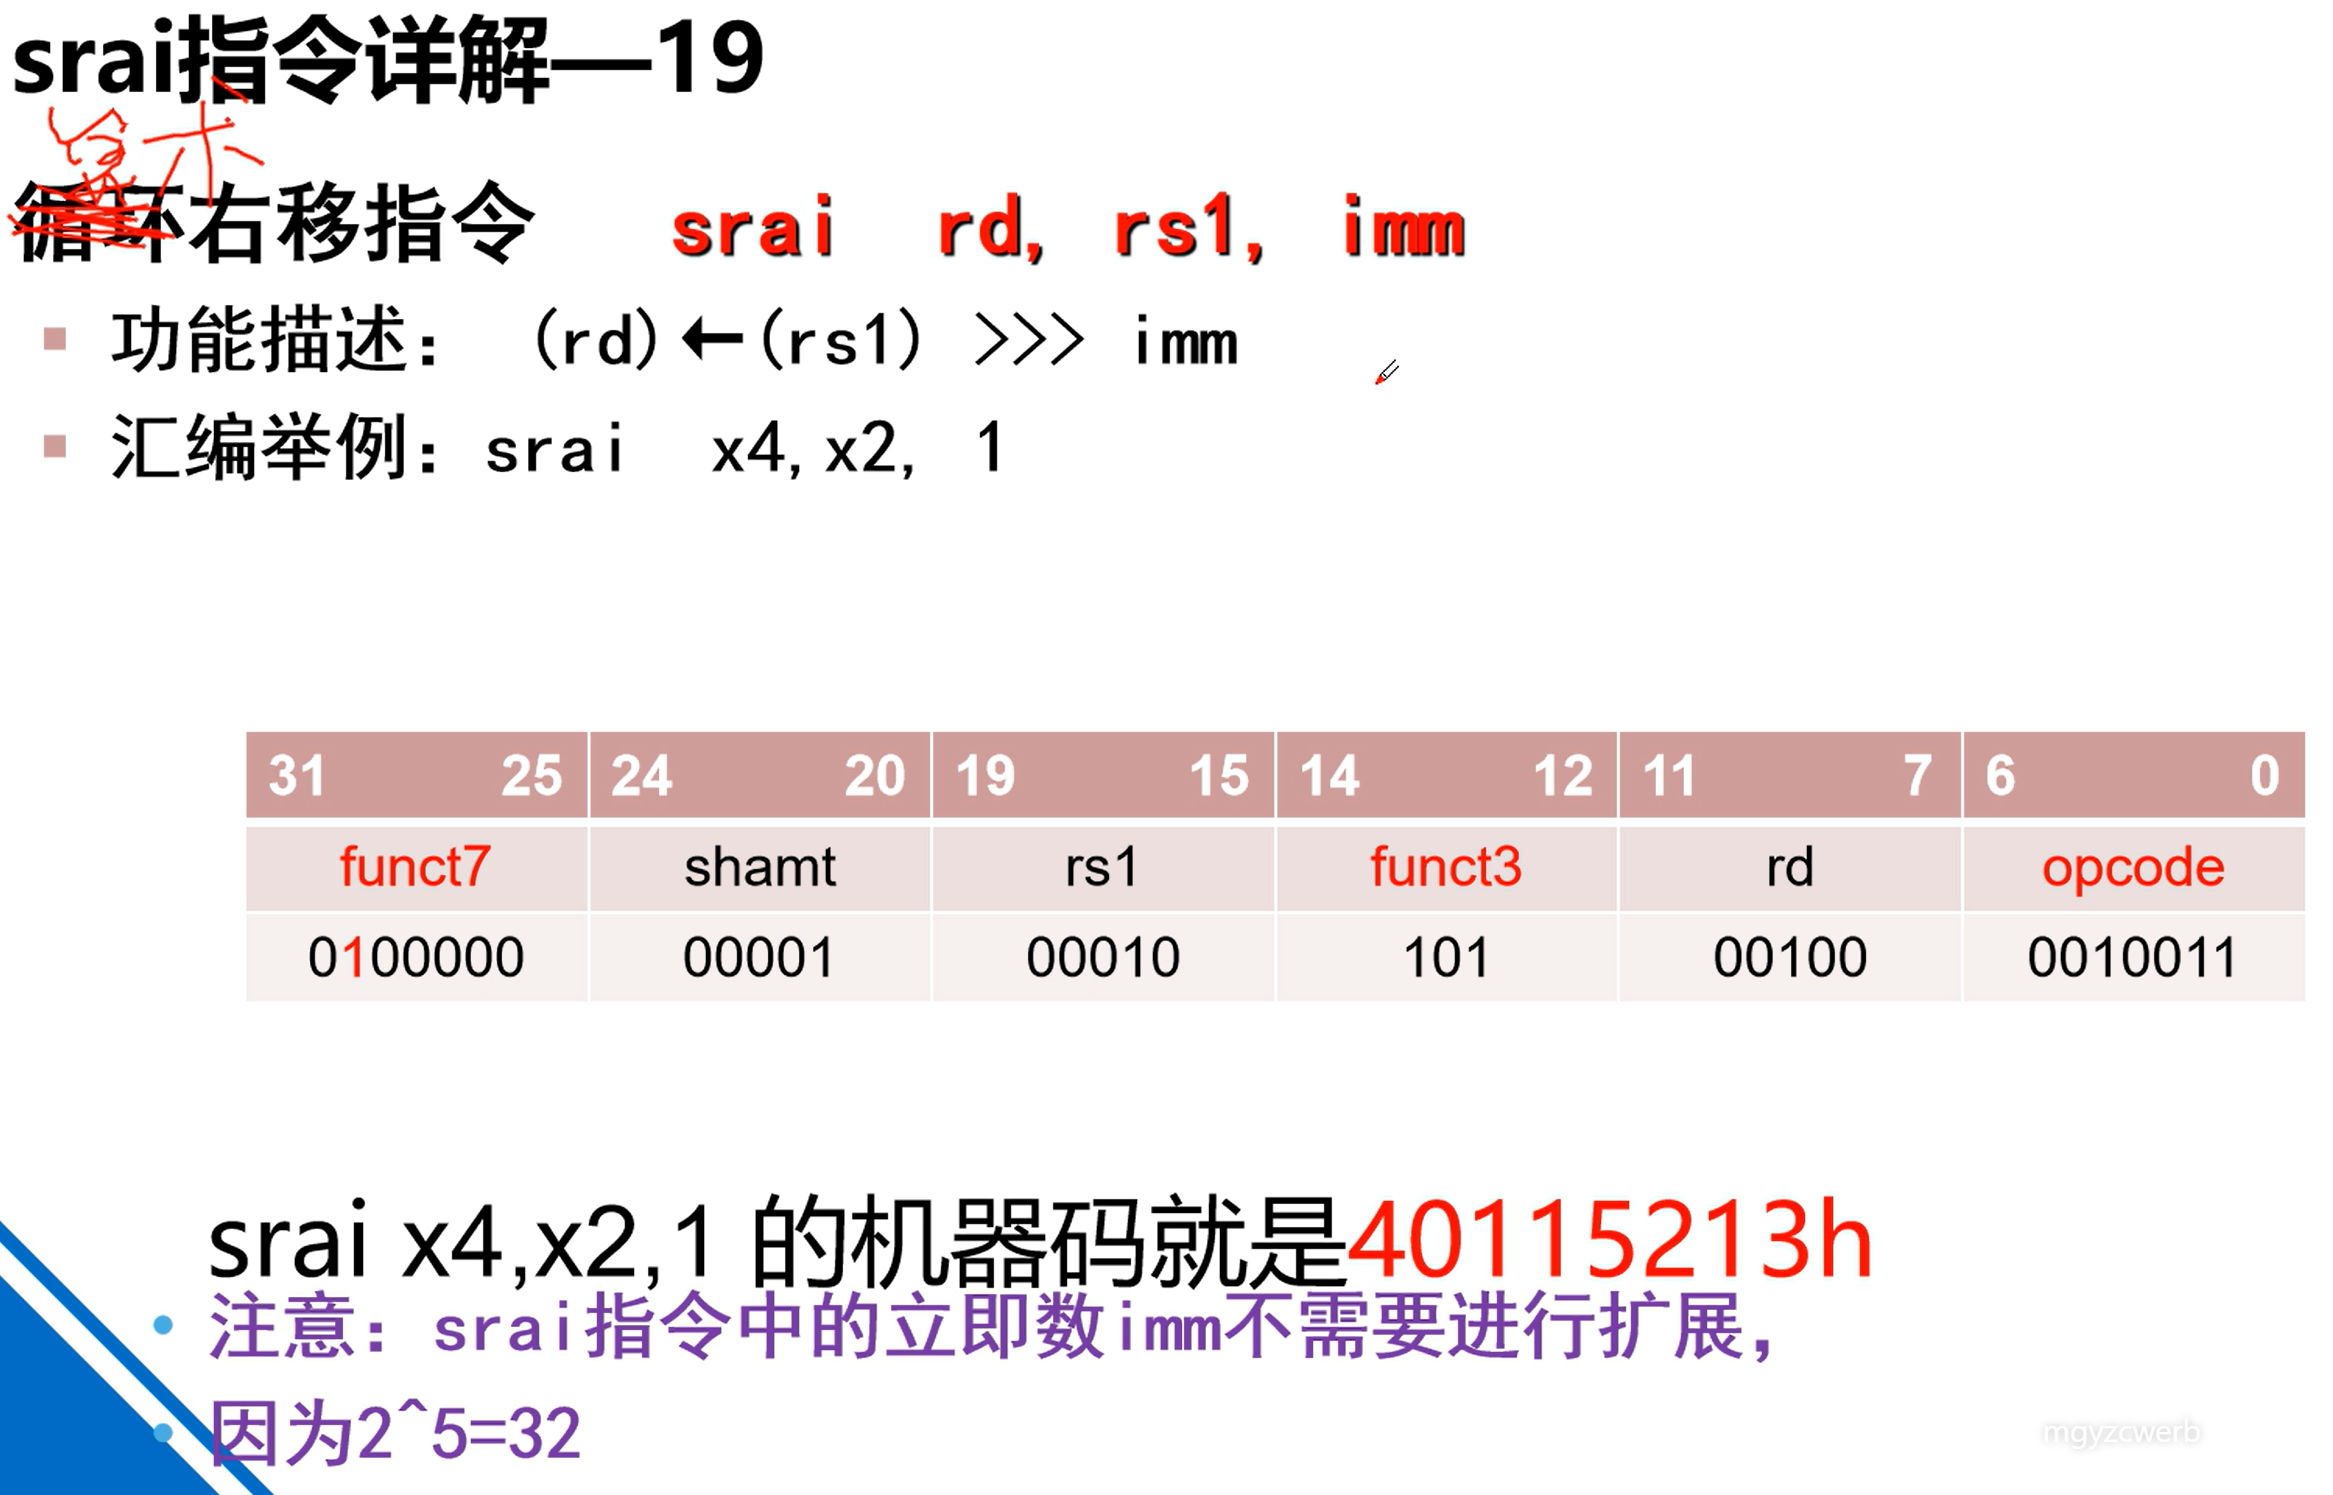 srai指令详解—19
算术
循环右移指令 srai rd, rs1, imm
功能描述： (rd)←(rs1) >>> imm
汇编举例：srai x4,x2, 1
31 25 24 20 19 15 14 12 11 7 6 0
funct7 shamt rs1 funct3 rd opcode
0100000 00001 00010 101 00100 0010011
srai x4,x2,1 的机器码就是40115213h
注意：srai指令中的立即数imm不需要进行扩展，
因为2^5=32
mgyzcwerb